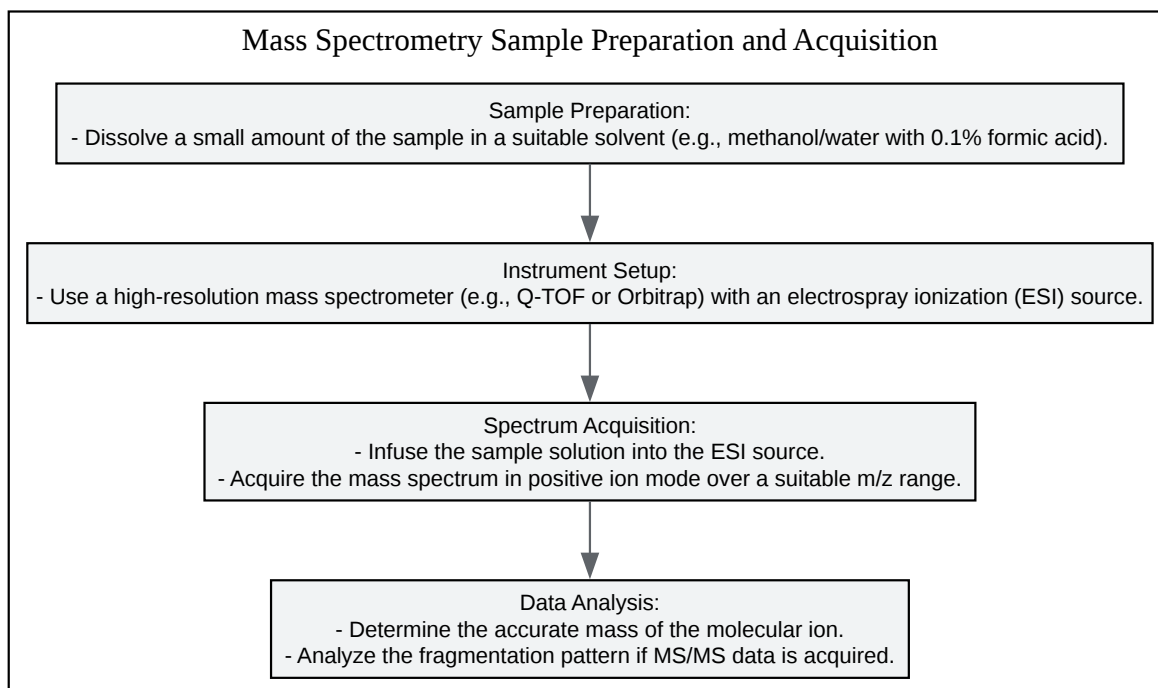 Mass Spectrometry Sample Preparation and Acquisition
Sample Preparation:
- Dissolve a small amount of the sample in a suitable solvent (e.g., methanol/water with 0.1% formic acid).
Instrument Setup:
- Use a high-resolution mass spectrometer (e.g., Q-TOF or Orbitrap) with an electrospray ionization (ESI) source.
Spectrum Acquisition:
- Infuse the sample solution into the ESI source.
- Acquire the mass spectrum in positive ion mode over a suitable m/z range.
Data Analysis:
- Determine the accurate mass of the molecular ion.
- Analyze the fragmentation pattern if MS/MS data is acquired.